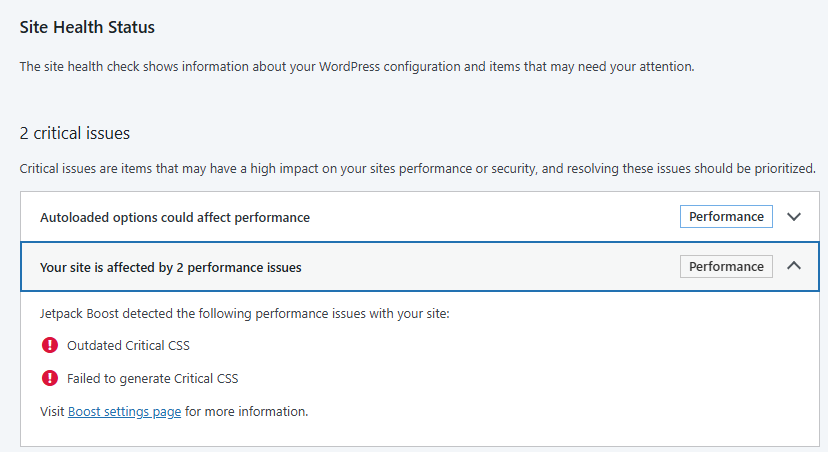 Site Health Status
The site health check shows information about your WordPress configuration and items that may need your attention.
2 critical issues
Critical issues are items that may have a high impact on your sites performance or security, and resolving these issues should be prioritized.
Autoloaded options could affect performance Performance
Your site is affected by 2 performance issues Performance
Jetpack Boost detected the following performance issues with your site:
Outdated Critical CSS
Failed to generate Critical CSS
Visit Boost settings page for more information.